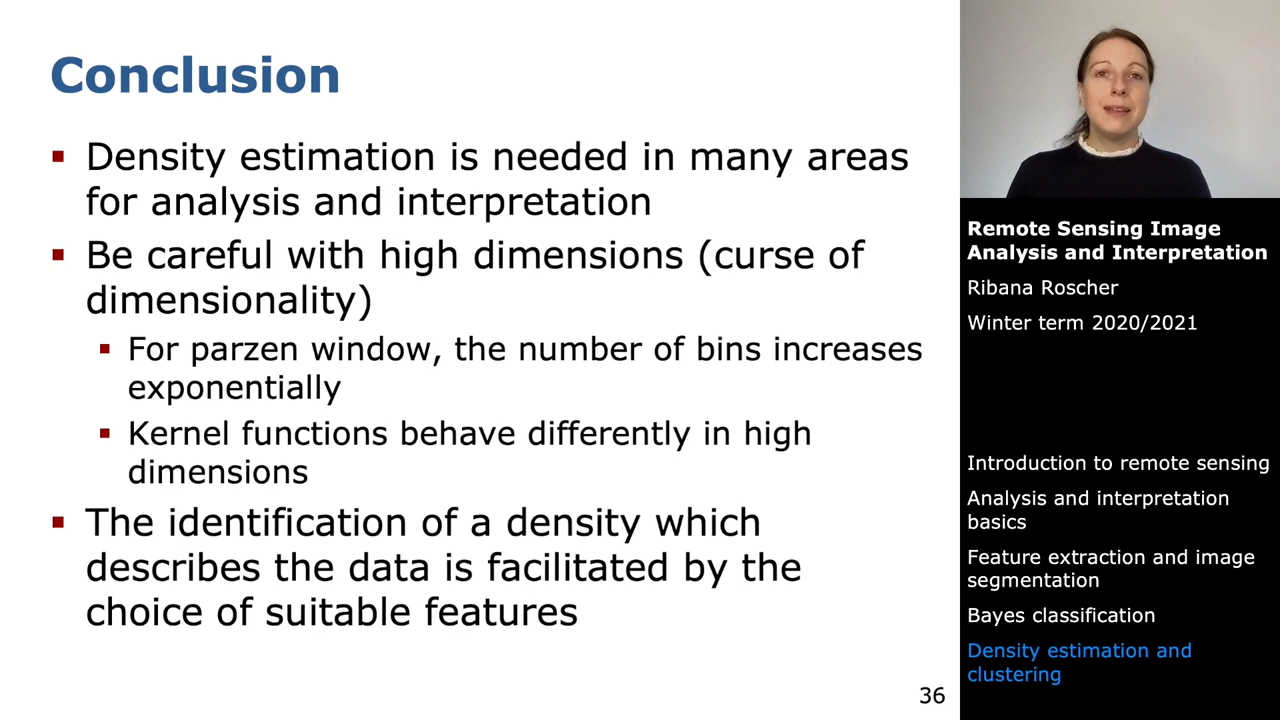 Conclusion
▪ Density estimation is needed in many areas
for analysis and interpretation
▪ Be careful with high dimensions (curse of
dimensionality)
▪ For parzen window, the number of bins increases
exponentially
▪ Kernel functions behave differently in high
dimensions
▪ The identification of a density which
describes the data is facilitated by the
choice of suitable features
36
Remote Sensing Image
Analysis and Interpretation
Ribana Roscher
Winter term 2020/2021
Introduction to remote sensing
Analysis and interpretation
basics
Feature extraction and image
segmentation
Bayes classification
Density estimation and
clustering